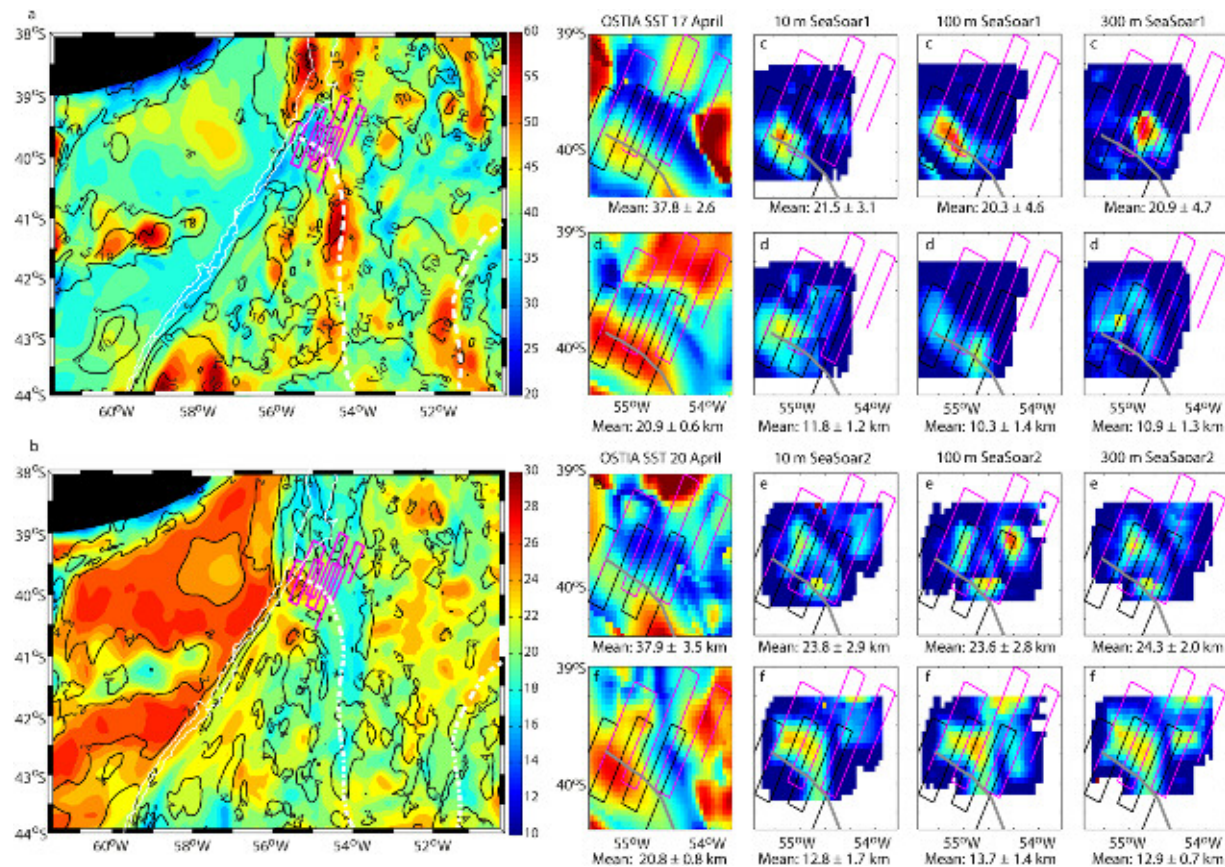 a
38°S
39°S
40°S
41°S
42°S
43°S
44°S
60°W 58°W 56°W 54°W 52°W
60
55
50
45
40
35
30
25
20
OSTIA SST 17 April 10 m SeaSoar1 100 m SeaSoar1 300 m SeaSoar1
39°S
40°S
c c c
Mean: 37.8 ± 2.6 Mean: 21.5 ± 3.1 Mean: 20.3 ± 4.6 Mean: 20.9 ± 4.7
39°S
40°S
d d d d
55°W 54°W 55°W 54°W 55°W 54°W 55°W 54°W
Mean: 20.9 ± 0.6 km Mean: 11.8 ± 1.2 km Mean: 10.3 ± 1.4 km Mean: 10.9 ± 1.3 km
b
38°S
39°S
40°S
41°S
42°S
43°S
44°S
60°W 58°W 56°W 54°W 52°W
30
28
26
24
22
20
18
16
14
12
10
OSTIA SST 20 April 10 m SeaSoar2 100 m SeaSoar2 300 m SeaSaoar2
39°S
40°S
e e e e
Mean: 37.9 ± 3.5 km Mean: 23.8 ± 2.9 km Mean: 23.6 ± 2.8 km Mean: 24.3 ± 2.0 km
39°S
40°S
f f f f
55°W 54°W 55°W 54°W 55°W 54°W 55°W 54°W
Mean: 20.8 ± 0.8 km Mean: 12.8 ± 1.7 km Mean: 13.7 ± 1.4 km Mean: 12.9 ± 0.7 km